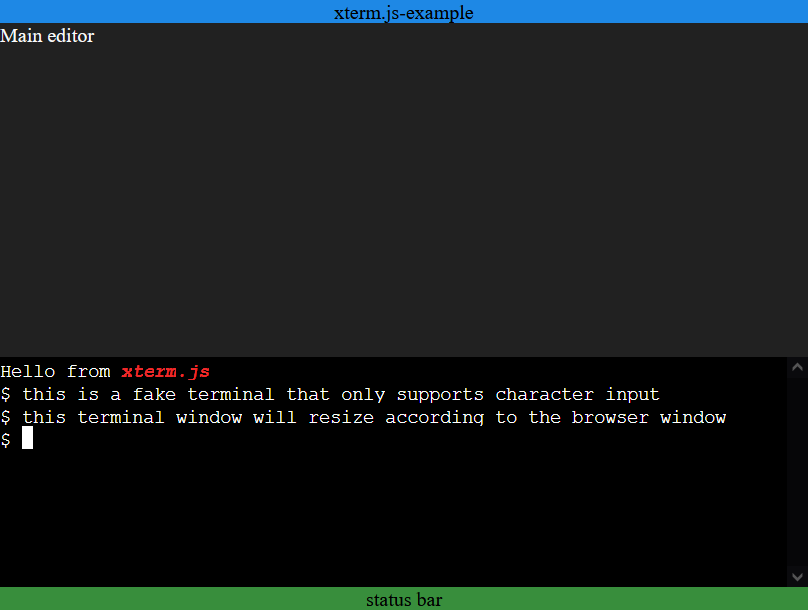 xterm.js-example
Main editor
Hello from xterm.js
$ this is a fake terminal that only supports character input
$ this terminal window will resize according to the browser window
$
status bar